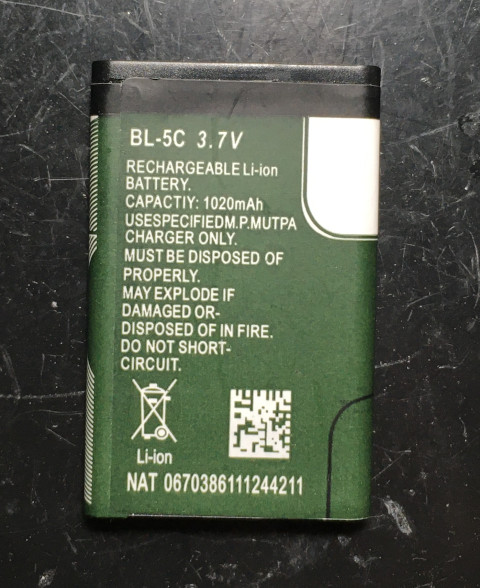 BL-5C 3.7V
RECHARGEABLE Li-ion
BATTERY.
CAPACTIY: 1020mAh
USESPECIFIEDM.P.MUTPA
CHARGER ONLY.
MUST BE DISPOSED OF
PROPERLY.
MAY EXPLODE IF
DAMAGED OR-
DISPOSED OF IN FIRE.
DO NOT SHORT-
CIRCUIT.
Li-ion
NAT 0670386111244211